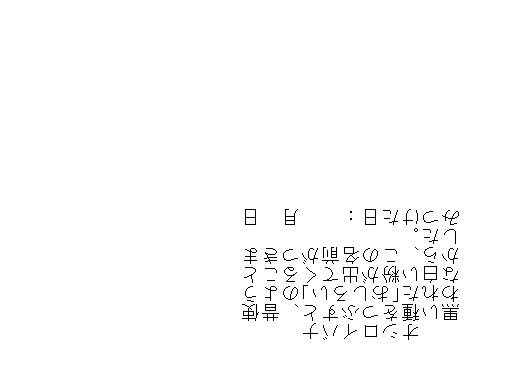 オシロイバナ
黒い種をつぶすと、昔使
われた「おしろい」のよう
な白い粉が出てくること
から、この名前がつきま
した。
みつけた日：　　月　　日